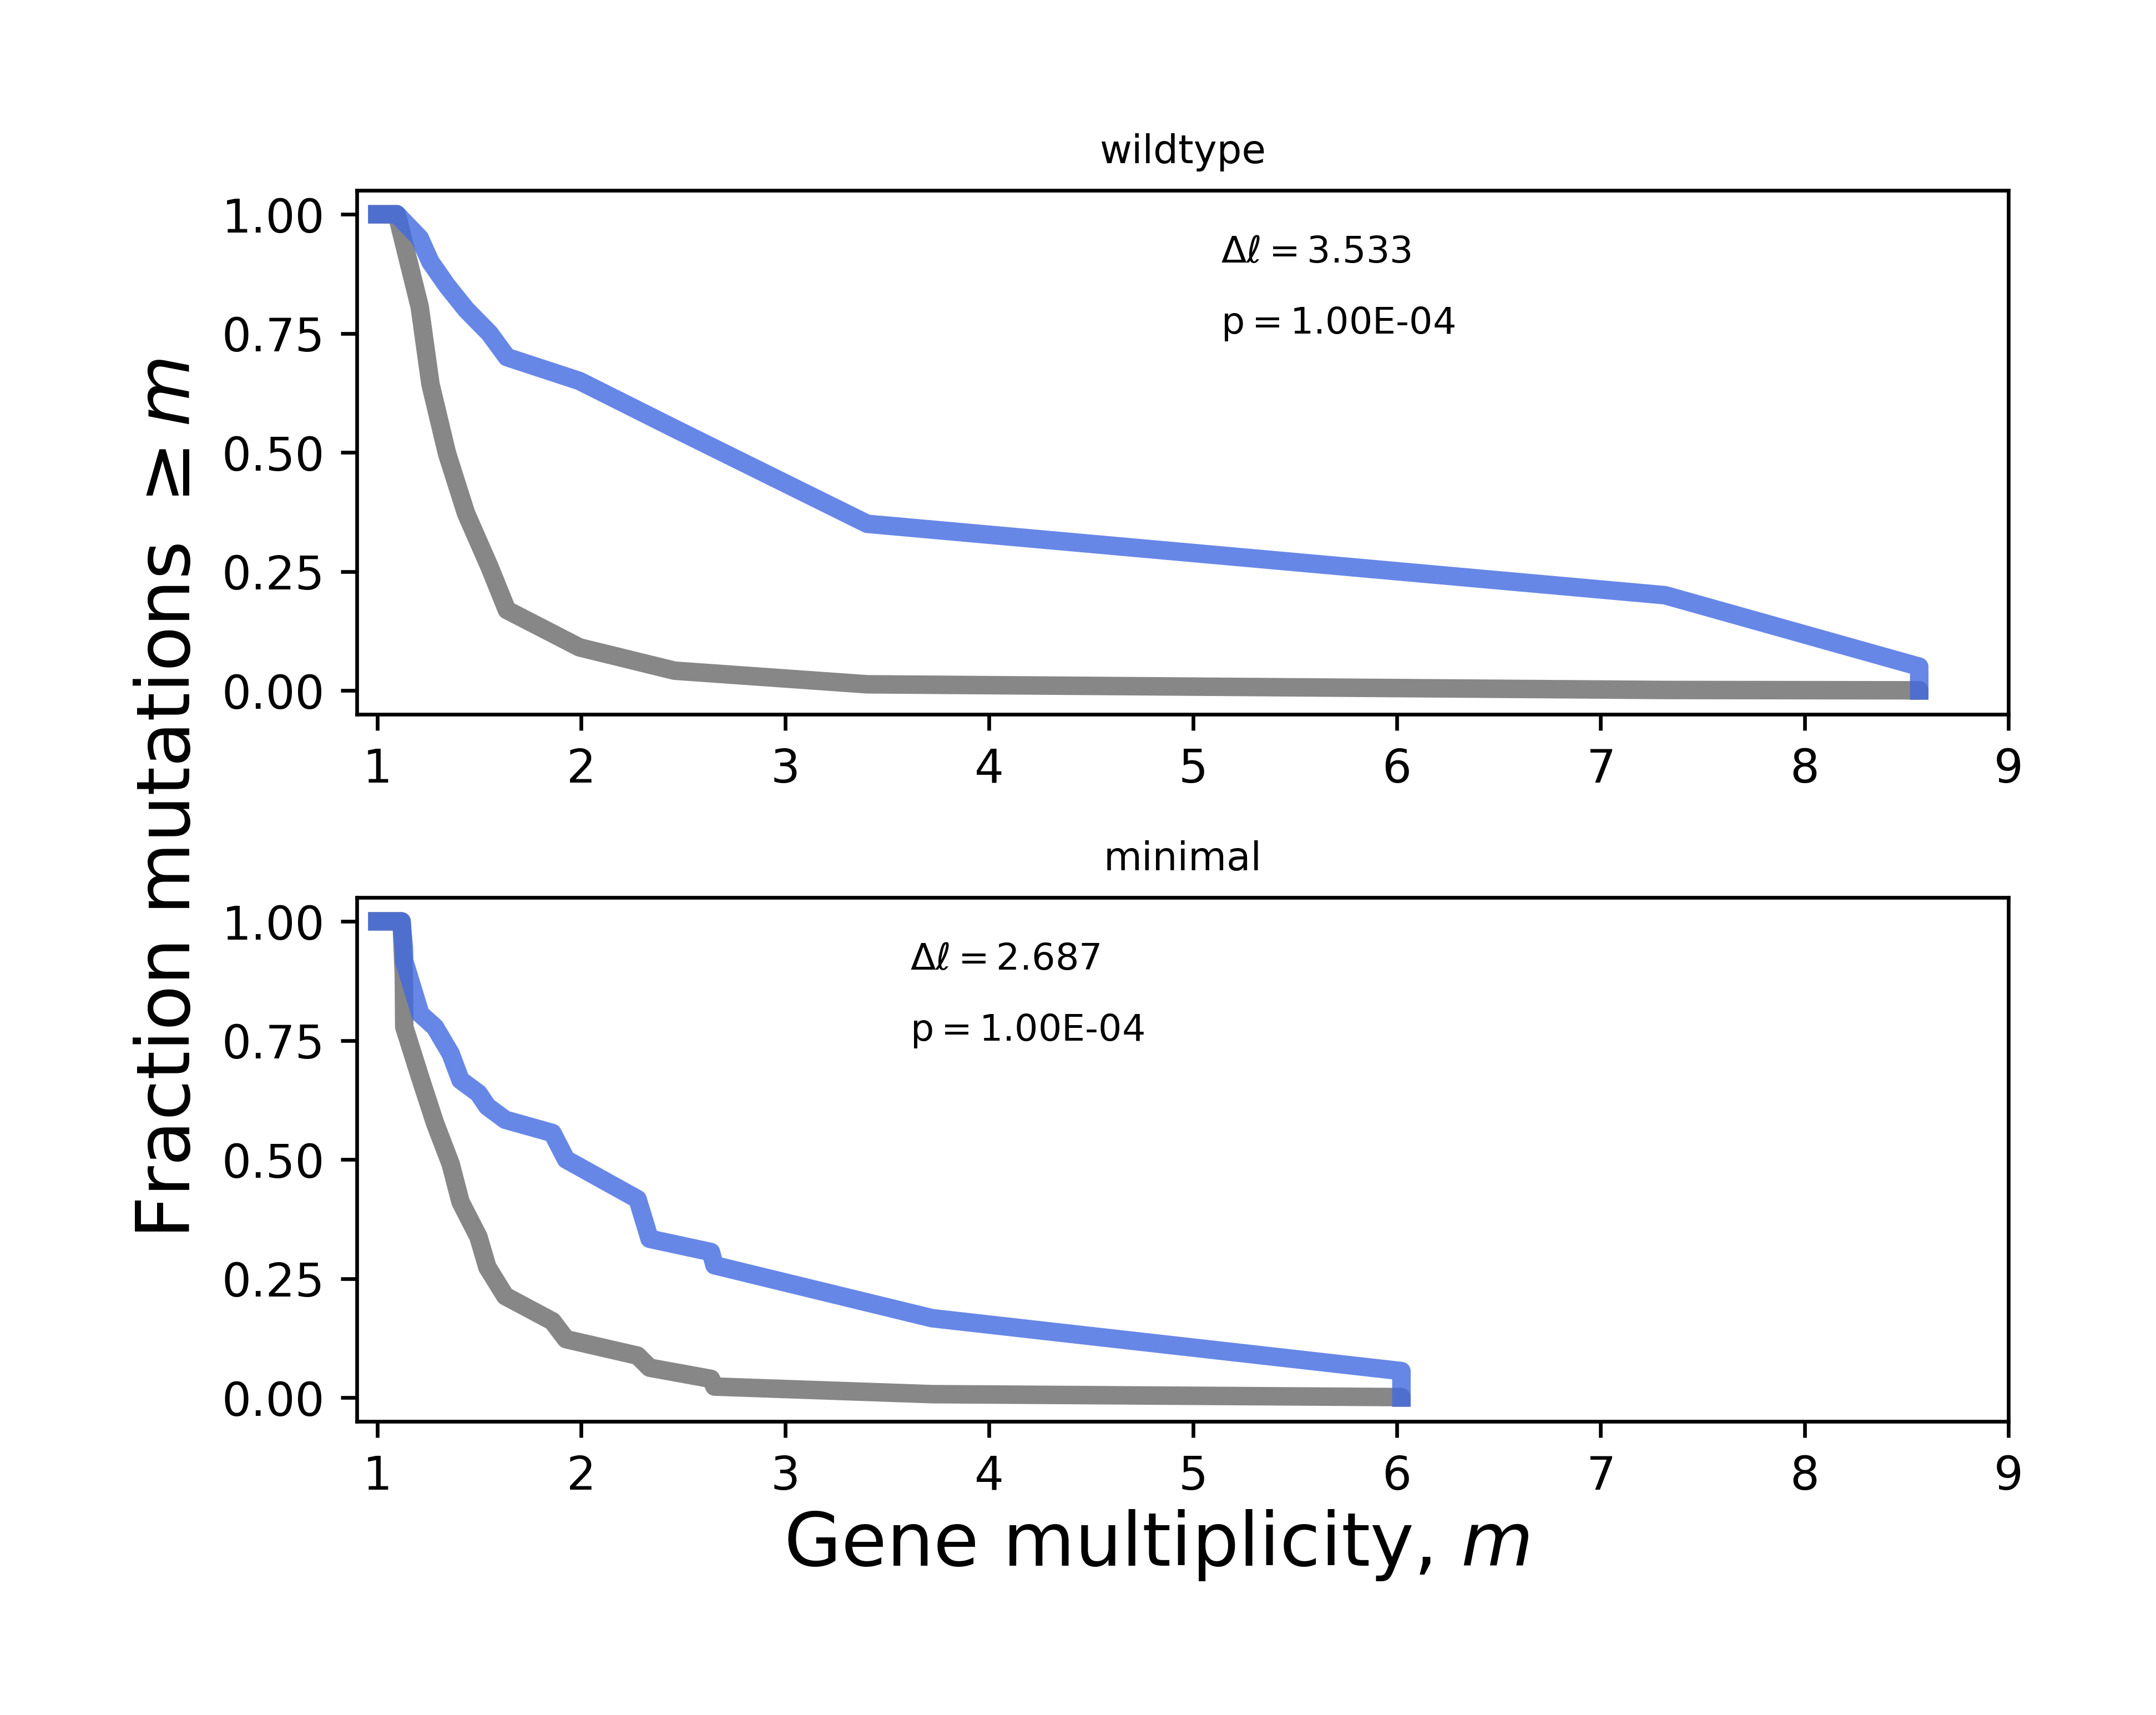 wildtype
Fraction mutations ≥ m
1.00
0.75
0.50
0.25
0.00
Δℓ = 3.533
p = 1.00E-04
1 2 3 4 5 6 7 8 9
minimal
1.00
0.75
0.50
0.25
0.00
Δℓ = 2.687
p = 1.00E-04
1 2 3 4 5 6 7 8 9
Gene multiplicity, m